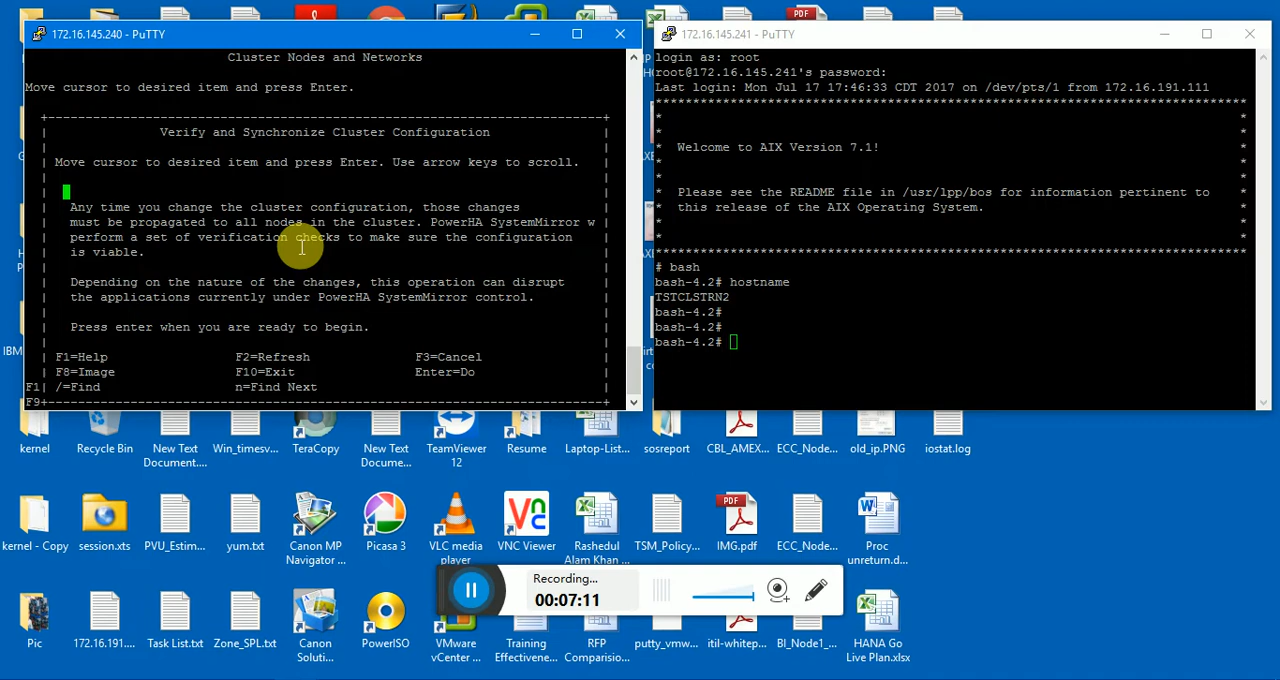 172.16.145.240 - PuTTY
Cluster Nodes and Networks
Move cursor to desired item and press Enter.
+--------------------------------------------------------------------------+
Verify and Synchronize Cluster Configuration
Move cursor to desired item and press Enter. Use arrow keys to scroll.
Any time you change the cluster configuration, those changes
must be propagated to all nodes in the cluster. PowerHA SystemMirror w
perform a set of verification checks to make sure the configuration
is viable.
Depending on the nature of the changes, this operation can disrupt
the applications currently under PowerHA SystemMirror control.
Press enter when you are ready to begin.
F1=Help F2=Refresh F3=Cancel
F8=Image F10=Exit Enter=Do
F1| /=Find n=Find Next
F9+--------------------------------------------------------------------------+
172.16.145.241 - PuTTY
login as: root
root@172.16.145.241's password:
Last login: Mon Jul 17 17:46:33 CDT 2017 on /dev/pts/1 from 172.16.191.111
*******************************************************************************
* *
* *
* Welcome to AIX Version 7.1! *
* *
* *
* Please see the README file in /usr/lpp/bos for information pertinent to *
* this release of the AIX Operating System. *
* *
* *
*******************************************************************************
# bash
bash-4.2# hostname
TSTCLSTRN2
bash-4.2#
bash-4.2#
bash-4.2#
PDF
IBM
kernel
Recycle Bin
New Text
Document....
Win_timesv...
TeraCopy
New Text
Docume...
TeamViewer
12
Resume
Laptop-List...
sosreport
CBL_AMEX...
ECC_Node...
old_ip.PNG
iostat.log
kernel - Copy
session.xts
PVU_Estim...
yum.txt
Canon MP
Navigator ...
Picasa 3
VLC media
player
VNC Viewer
Rashedul
Alam Khan ...
TSM_Policy...
PDF
IMG.pdf
ECC_Node...
Proc
unreturn.d...
Recording...
00:07:11
Pic
172.16.191....
Task List.txt
Zone_SPL.txt
Canon
Soluti...
PowerISO
VMware
vCenter ...
Training
Effectivene...
RFP
Comparision...
putty_vmw...
itil-whitep...
BI_Node1_...
HANA Go
Live Plan.xlsx